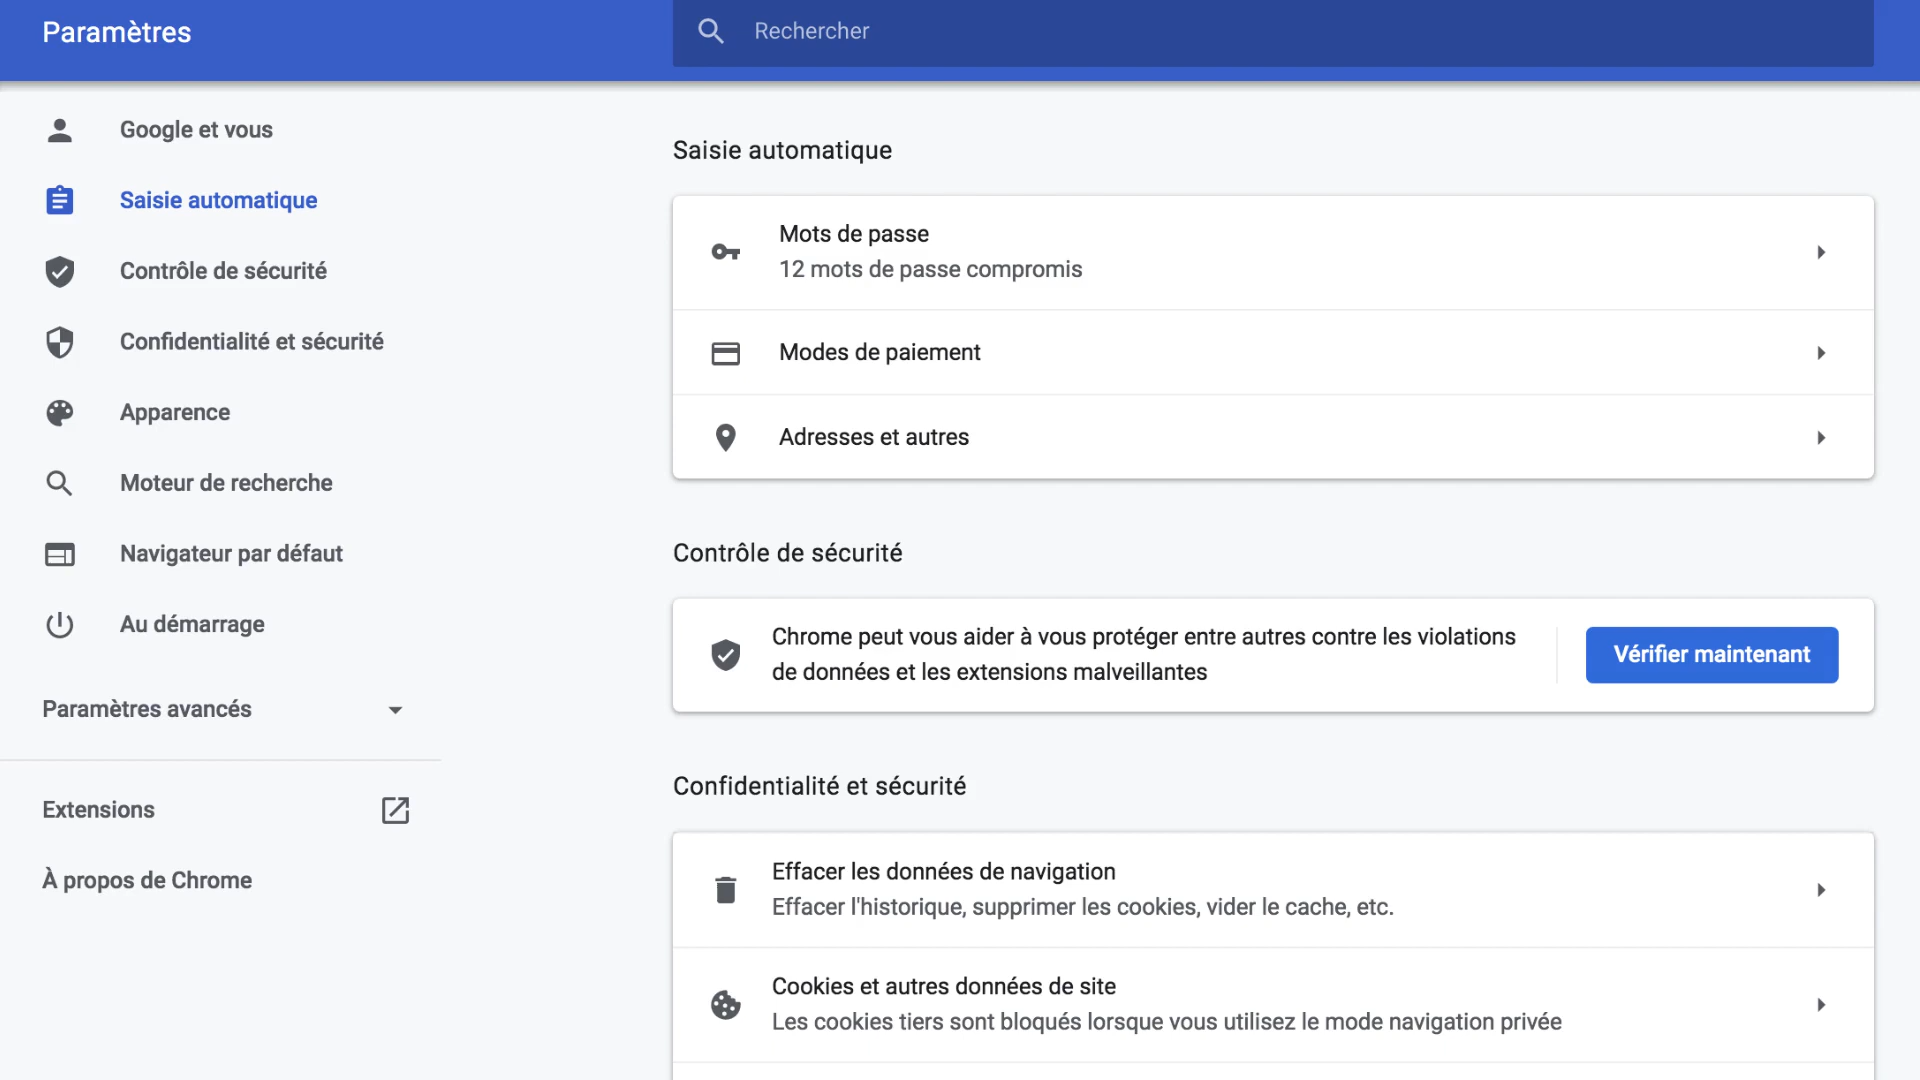 Paramètres
Rechercher
Google et vous
Saisie automatique
Contrôle de sécurité
Confidentialité et sécurité
Apparence
Moteur de recherche
Navigateur par défaut
Au démarrage
Paramètres avancés
Extensions
À propos de Chrome
Saisie automatique
Mots de passe
12 mots de passe compromis
Modes de paiement
Adresses et autres
Contrôle de sécurité
Chrome peut vous aider à vous protéger entre autres contre les violations
de données et les extensions malveillantes
Vérifier maintenant
Confidentialité et sécurité
Effacer les données de navigation
Effacer l'historique, supprimer les cookies, vider le cache, etc.
Cookies et autres données de site
Les cookies tiers sont bloqués lorsque vous utilisez le mode navigation privée